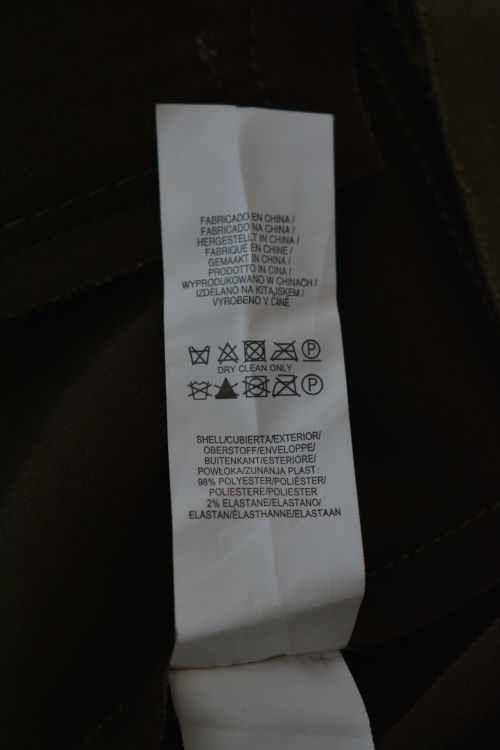 FABRICADO EN CHINA /
FABRICADO NA CHINA /
HERGESTELLT IN CHINA /
FABRIQUÉ EN CHINE /
GEMAAKT IN CHINA /
PRODOTTO IN CINA /
WYPRODUKOWANO W CHINACH /
IZDELANO NA KITAJSKEM /
VYROBENO V ČÍNĚ
P
DRY CLEAN ONLY
P
SHELL/CUBIERTA/EXTERIOR/
OBERSTOFF/ENVELOPPE/
BUITENKANT/ESTERIORE/
POWŁOKA/ZUNANJA PLAST:
98% POLYESTER/POLIÉSTER/
POLIESTERE/POLIESTER
2% ELASTANE/ELASTANO/
ELASTAN/ÉLASTHANNE/ELASTAAN